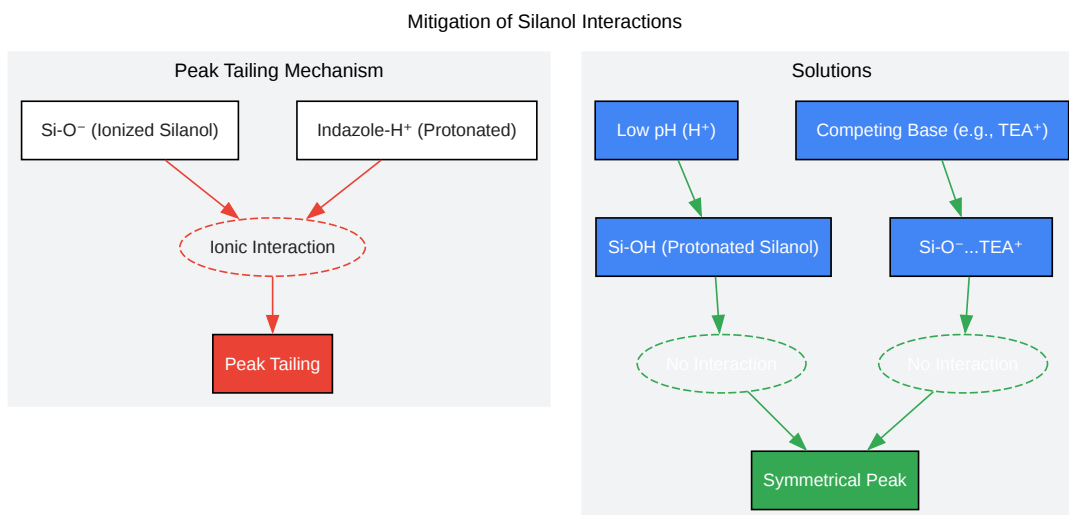 Mitigation of Silanol Interactions
Peak Tailing Mechanism
Si-O⁻ (Ionized Silanol)
Indazole-H⁺ (Protonated)
Ionic Interaction
Peak Tailing
Solutions
Low pH (H⁺)
Competing Base (e.g., TEA⁺)
Si-OH (Protonated Silanol)
Si-O⁻...TEA⁺
No Interaction
No Interaction
Symmetrical Peak